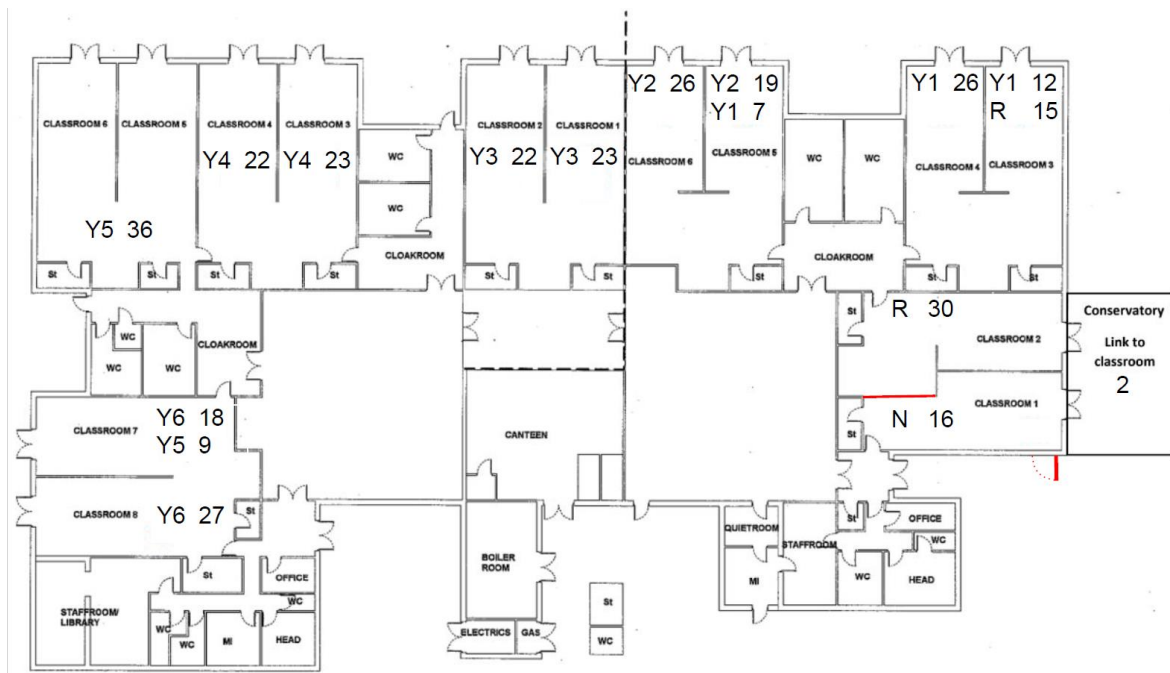 Y2 26
Y2 19
Y1 7
Y1 26
Y1 12
R 15
CLASSROOM 6
CLASSROOM 5
CLASSROOM 4
CLASSROOM 3
CLASSROOM 2
CLASSROOM 1
CLASSROOM 6
CLASSROOM 5
CLASSROOM 4
CLASSROOM 3
Y4 22
Y4 23
Y3 22
Y3 23
WC
WC
WC
WC
Y5 36
CLOAKROOM
CLOAKROOM
St
St
St
St
St
St
St
St
St
R 30
St
CLASSROOM 2
Conservatory
Link to
classroom
2
WC
WC
WC
CLOAKROOM
CLASSROOM 7
Y6 18
Y5 9
CANTEEN
N 16
CLASSROOM 1
St
CLASSROOM 8
Y6 27
St
QUIETROOM
STAFFROOM
St
OFFICE
WC
BOILER
ROOM
MI
WC
HEAD
St
OFFICE
WC
STAFFROOM/
LIBRARY
WC
WC
MI
HEAD
ELECTRICS
GAS
St
WC